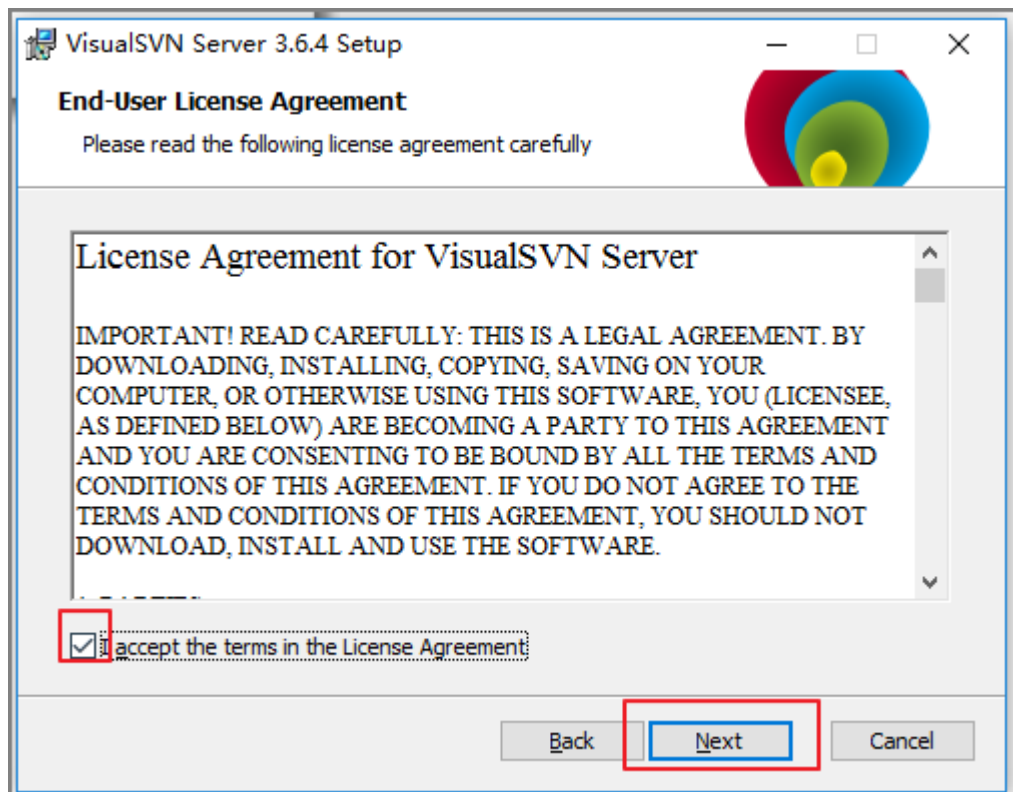 VisualSVN Server 3.6.4 Setup
End-User License Agreement
Please read the following license agreement carefully
License Agreement for VisualSVN Server
IMPORTANT! READ CAREFULLY: THIS IS A LEGAL AGREEMENT. BY
DOWNLOADING, INSTALLING, COPYING, SAVING ON YOUR
COMPUTER, OR OTHERWISE USING THIS SOFTWARE, YOU (LICENSEE,
AS DEFINED BELOW) ARE BECOMING A PARTY TO THIS AGREEMENT
AND YOU ARE CONSENTING TO BE BOUND BY ALL THE TERMS AND
CONDITIONS OF THIS AGREEMENT. IF YOU DO NOT AGREE TO THE
TERMS AND CONDITIONS OF THIS AGREEMENT, YOU SHOULD NOT
DOWNLOAD, INSTALL AND USE THE SOFTWARE.
I accept the terms in the License Agreement
Back Next Cancel